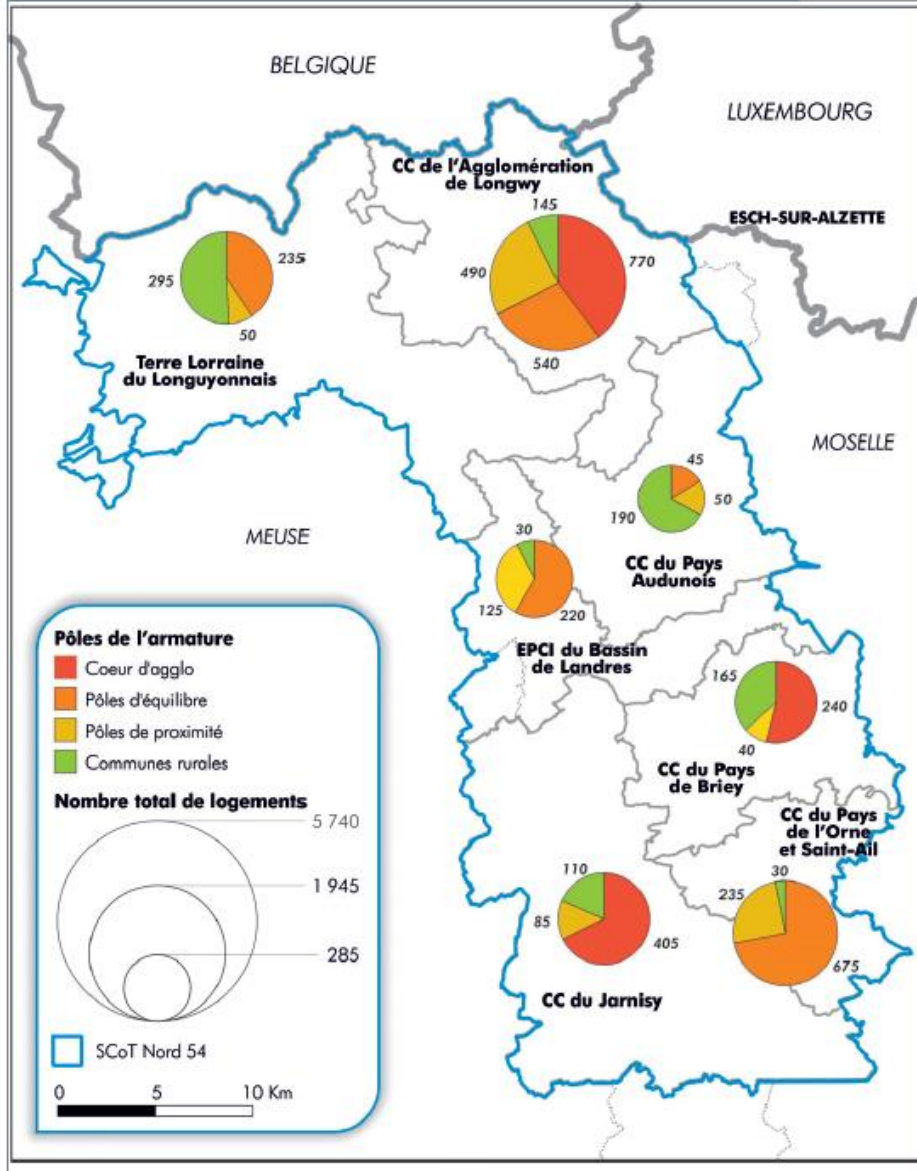 BELGIQUE
LUXEMBOURG
CC de l'Agglomération
de Longwy
145
ESCH-SUR-ALZETTE
235
295
50
490
770
540
Terre Lorraine
du Longuyonnais
MOSELLE
45
50
190
MEUSE
30
CC du Pays
Audunois
125
220
EPCI du Bassin
de Landres
165
240
40
CC du Pays
de Briey
CC du Pays
de l'Orne
et Saint-Ail
30
235
675
110
85
405
CC du Jarnisy
Pôles de l'armature
Coeur d'agglo
Pôles d'équilibre
Pôles de proximité
Communes rurales
Nombre total de logements
5 740
1 945
285
SCoT Nord 54
0 5 10 Km